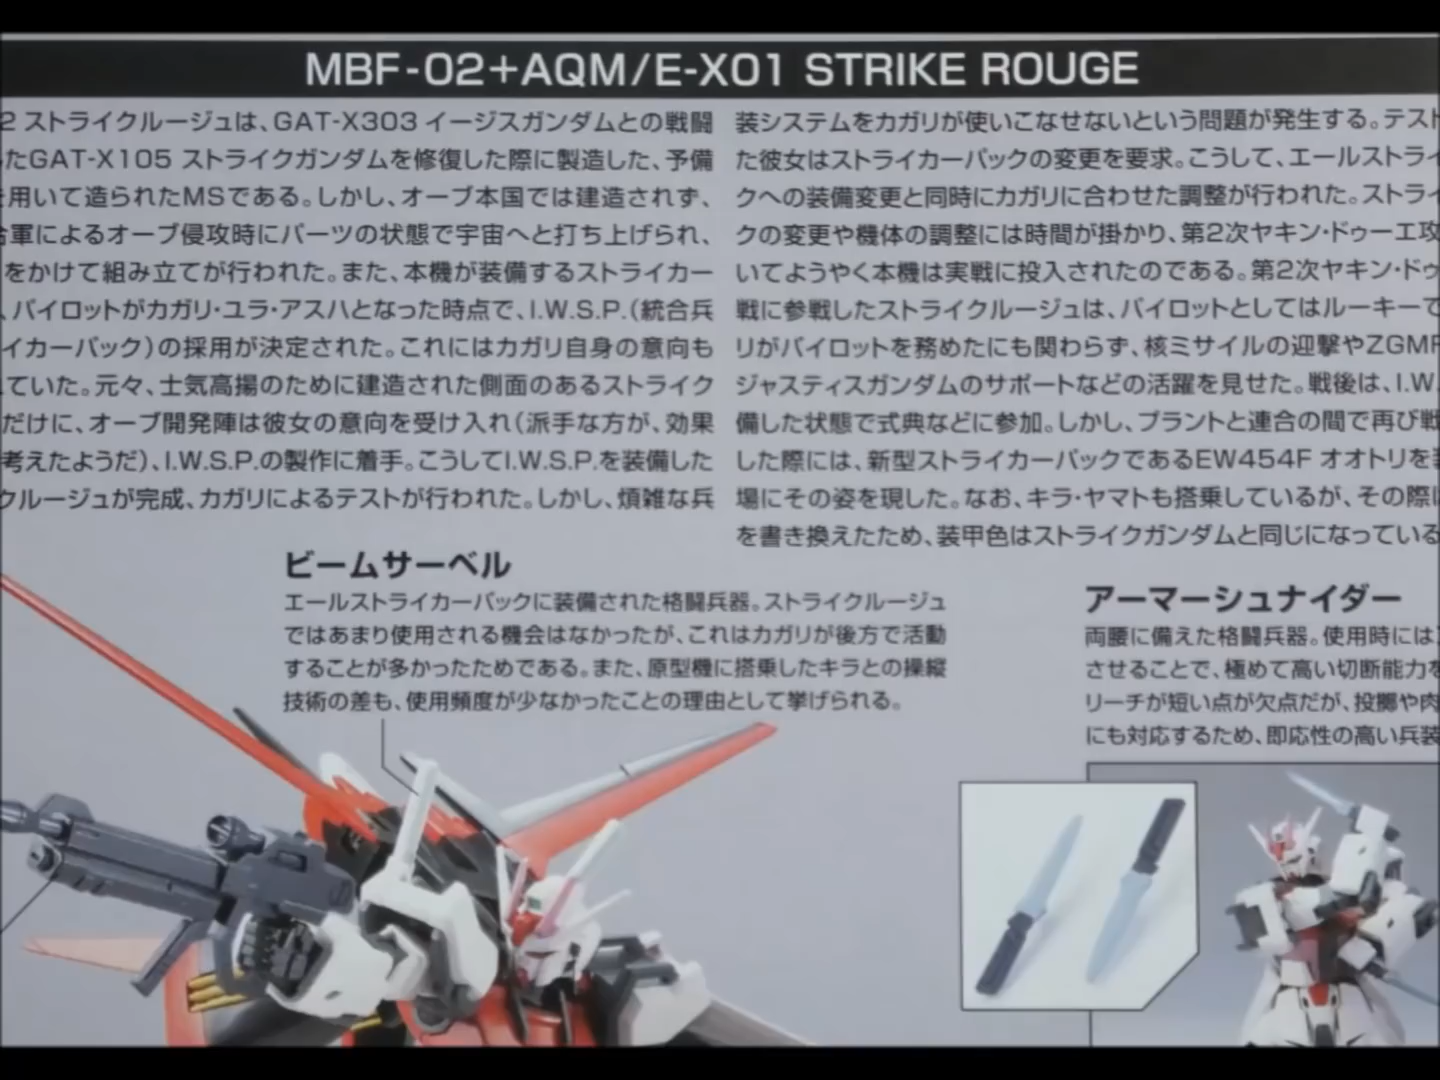 MBF-02+AQM/E-X01 STRIKE ROUGE
2 ストライクルージュは、GAT-X303 イージスガンダムとの戦闘
たGAT-X105 ストライクガンダムを修復した際に製造した、予備
用いて造られたMSである。しかし、オーブ本国では建造されず、
軍によるオーブ侵攻時にパーツの状態で宇宙へと打ち上げられ、
をかけて組み立てが行われた。また、本機が装備するストライカー
、パイロットがカガリ・ユラ・アスハとなった時点で、I.W.S.P.(統合兵
イカーパック)の採用が決定された。これにはカガリ自身の意向も
ていた。元々、士気高揚のために建造された側面のあるストライク
だけに、オーブ開発陣は彼女の意向を受け入れ(派手な方が、効果
考えたようだ)、I.W.S.P.の製作に着手。こうしてI.W.S.P.を装備した
クルージュが完成、カガリによるテストが行われた。しかし、煩雑な兵
装システムをカガリが使いこなせないという問題が発生する。テスト
た彼女はストライカーパックの変更を要求。こうして、エールストライ
クへの装備変更と同時にカガリに合わせた調整が行われた。ストライ
クの変更や機体の調整には時間が掛かり、第2次ヤキン・ドゥーエ攻
いてようやく本機は実戦に投入されたのである。第2次ヤキン・ドゥ
戦に参戦したストライクルージュは、パイロットとしてはルーキーで
リがパイロットを務めたにも関わらず、核ミサイルの迎撃やZGMF
ジャスティスガンダムのサポートなどの活躍を見せた。戦後は、I.W.
備した状態で式典などに参加。しかし、プラントと連合の間で再び戦
した際には、新型ストライカーパックであるEW454F オオトリを装
場にその姿を現した。なお、キラ・ヤマトも搭乗しているが、その際に
を書き換えたため、装甲色はストライクガンダムと同じになっている
ビームサーベル
エールストライカーパックに装備された格闘兵器。ストライクルージュ
ではあまり使用される機会はなかったが、これはカガリが後方で活動
することが多かったためである。また、原型機に搭乗したキラとの操縦
技術の差も、使用頻度が少なかったことの理由として挙げられる。
アーマーシュナイダー
両腰に備えた格闘兵器。使用時には
させることで、極めて高い切断能力を
リーチが短い点が欠点だが、投擲や肉
にも対応するため、即応性の高い兵装